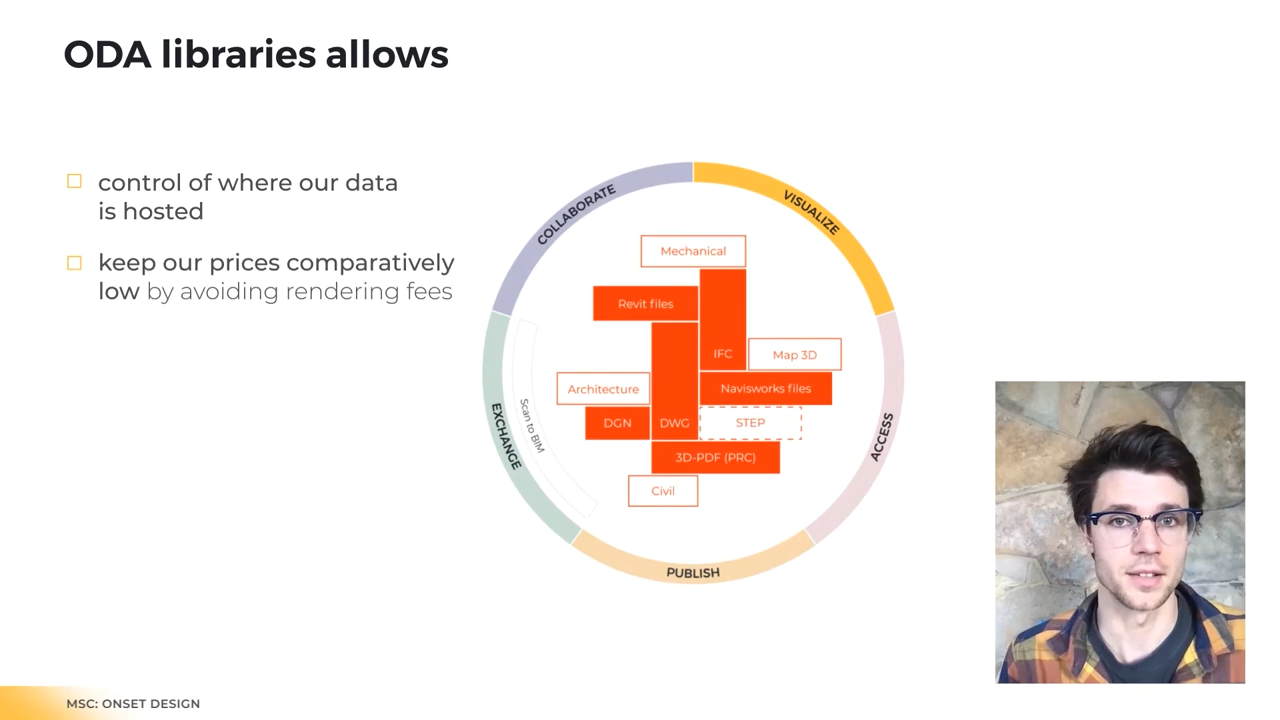 ODA libraries allows
control of where our data
is hosted
keep our prices comparatively
low by avoiding rendering fees
COLLABORATE
VISUALIZE
Mechanical
Revit files
IFC
Map 3D
Architecture
Navisworks files
DGN
DWG
STEP
3D-PDF (PRC)
Civil
Scan to BIM
EXCHANGE
ACCESS
PUBLISH
MSC: ONSET DESIGN